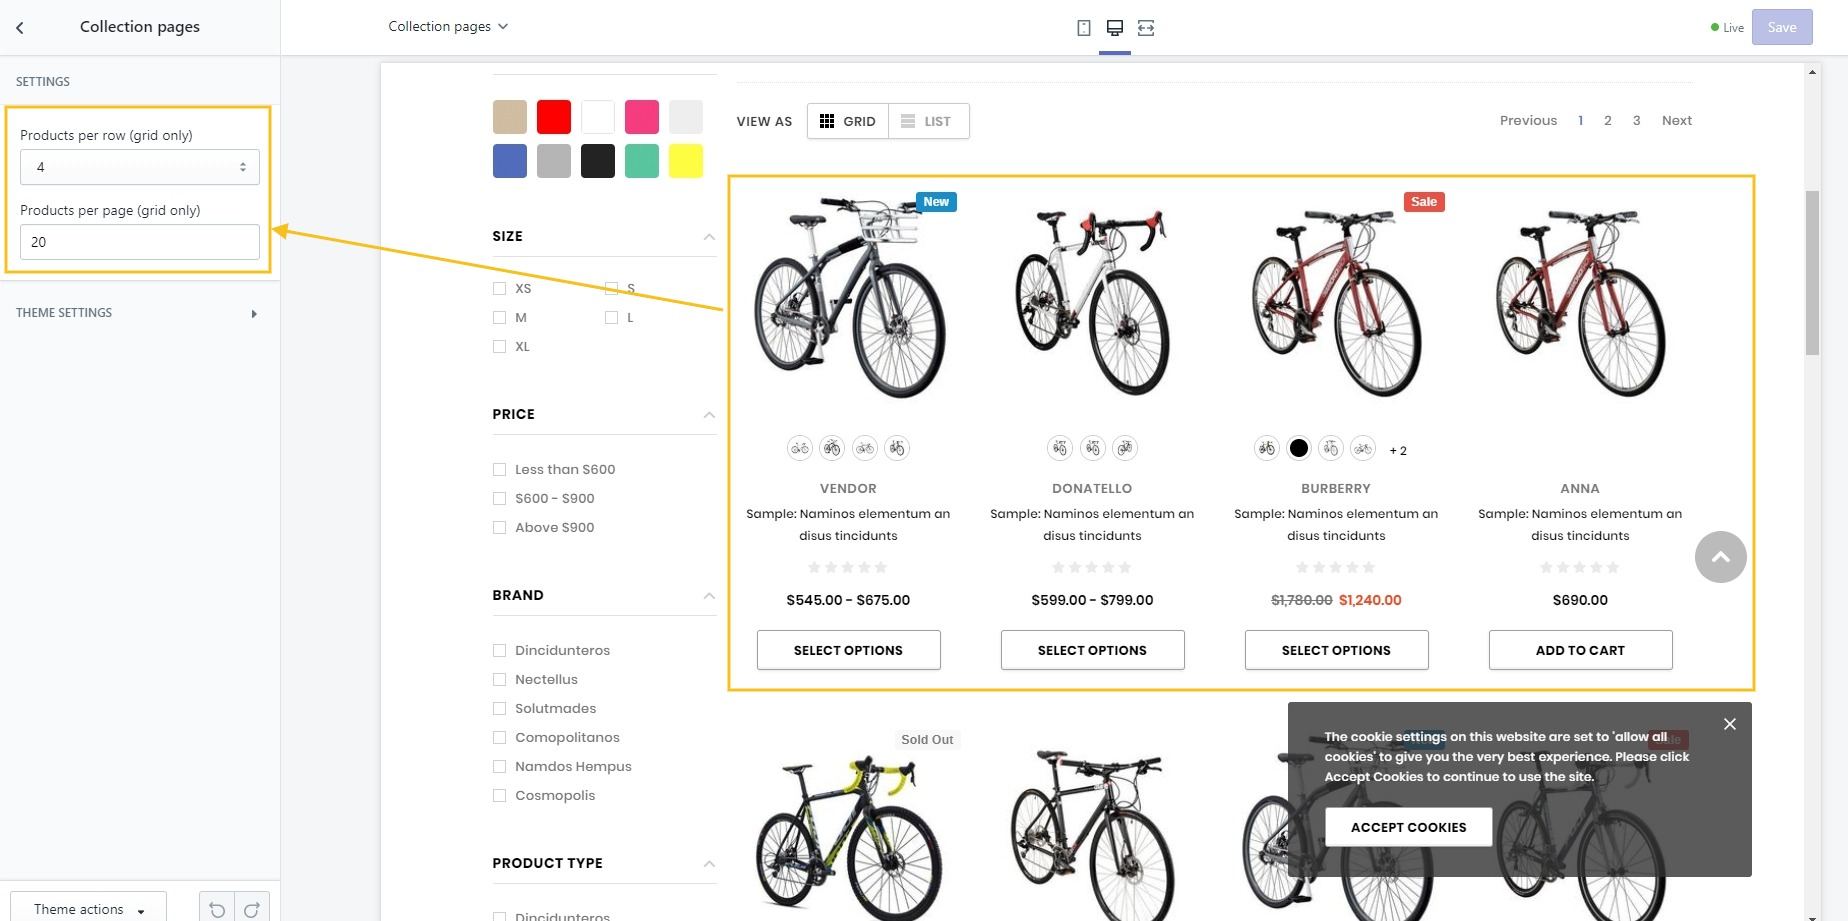 Collection pages
Collection pages
Live
Save
SETTINGS
Products per row (grid only)
4
Products per page (grid only)
20
THEME SETTINGS
Theme actions
VIEW AS
GRID
LIST
Previous 1 2 3 Next
SIZE
XS S
M L
XL
PRICE
Less than $600
$600 - $900
Above $900
BRAND
Dincidunteros
Nectellus
Solutmades
Comopolitanos
Namdos Hempus
Cosmopolis
PRODUCT TYPE
Dincidunteros
New
VENDOR
Sample: Naminos elementum an
disus tincidunts
$545.00 - $675.00
SELECT OPTIONS
DONATELLO
Sample: Naminos elementum an
disus tincidunts
$599.00 - $799.00
SELECT OPTIONS
Sale
+ 2
BURBERRY
Sample: Naminos elementum an
disus tincidunts
$1,780.00 $1,240.00
SELECT OPTIONS
ANNA
Sample: Naminos elementum an
disus tincidunts
$690.00
ADD TO CART
Sold Out
Sale
The cookie settings on this website are set to 'allow all
cookies' to give you the very best experience. Please click
Accept Cookies to continue to use the site.
ACCEPT COOKIES